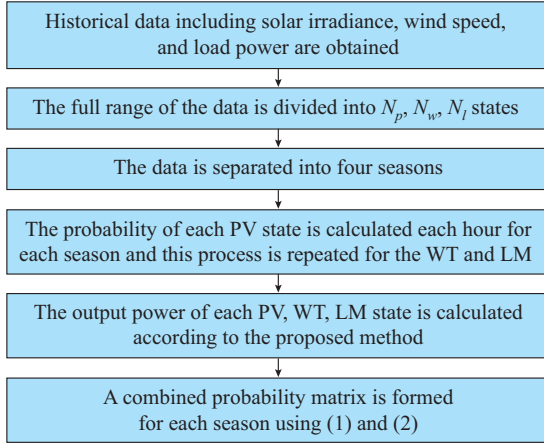 Historical data including solar irradiance, wind speed,
and load power are obtained
The full range of the data is divided into Np, Nw, Nl states
The data is separated into four seasons
The probability of each PV state is calculated each hour for
each season and this process is repeated for the WT and LM
The output power of each PV, WT, LM state is calculated
according to the proposed method
A combined probability matrix is formed
for each season using (1) and (2)